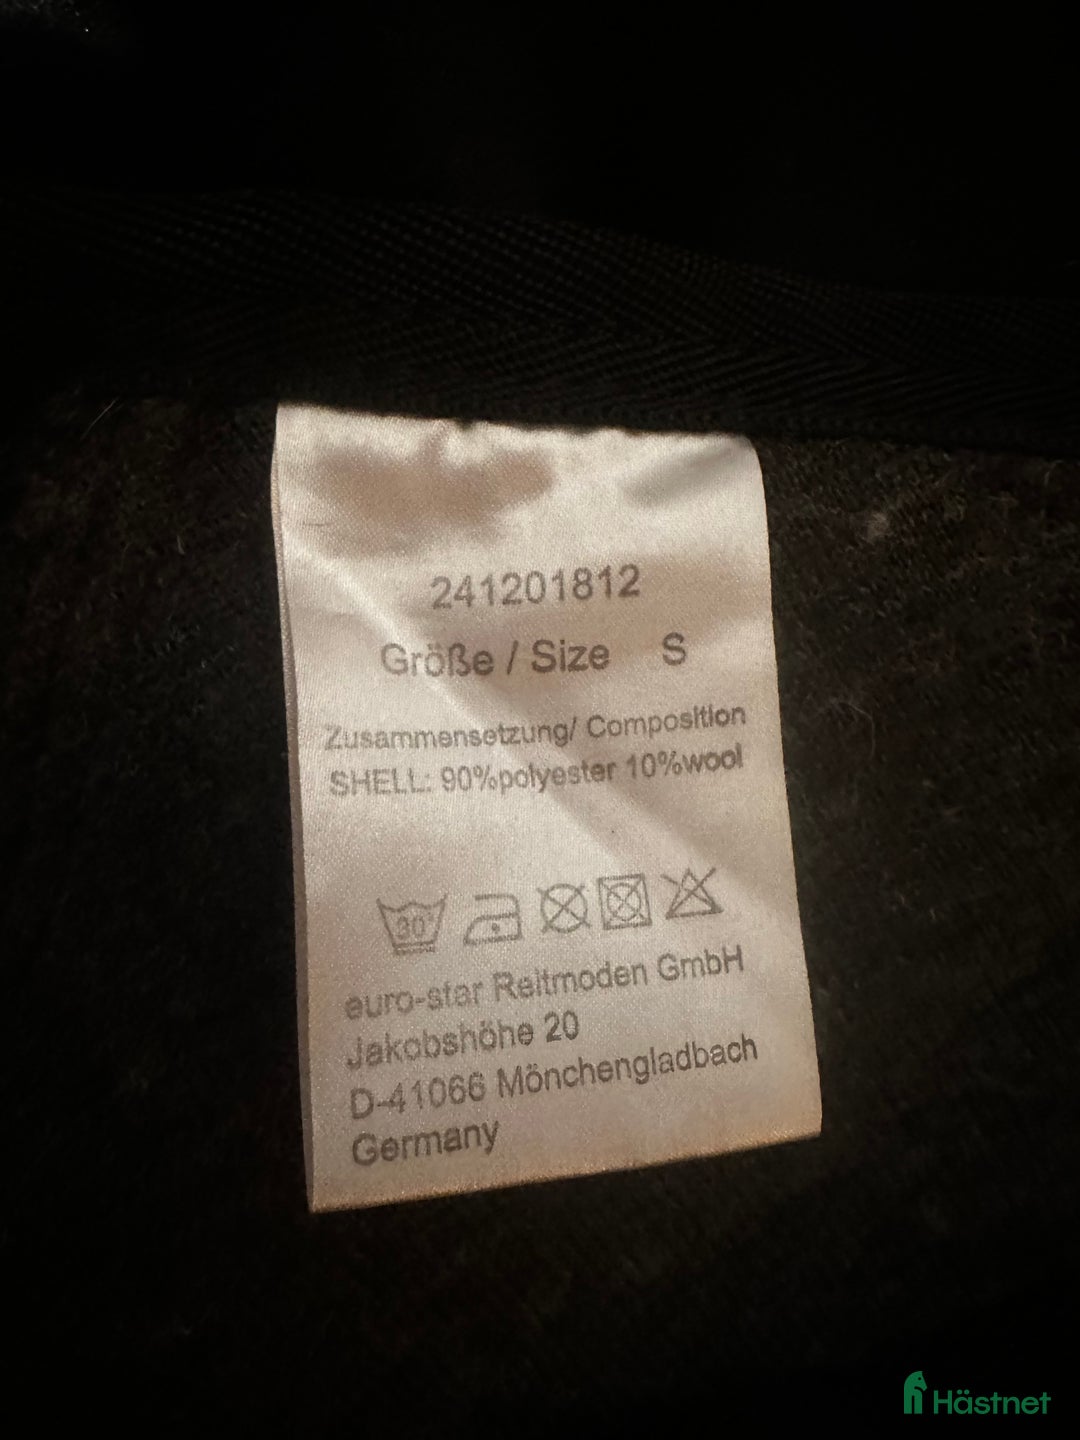 241201812
Größe / Size S
Zusammensetzung/ Composition
SHELL: 90%polyester 10%wool
30°
euro-star Reitmoden GmbH
Jakobshöhe 20
D-41066 Mönchengladbach
Germany
Hästnet